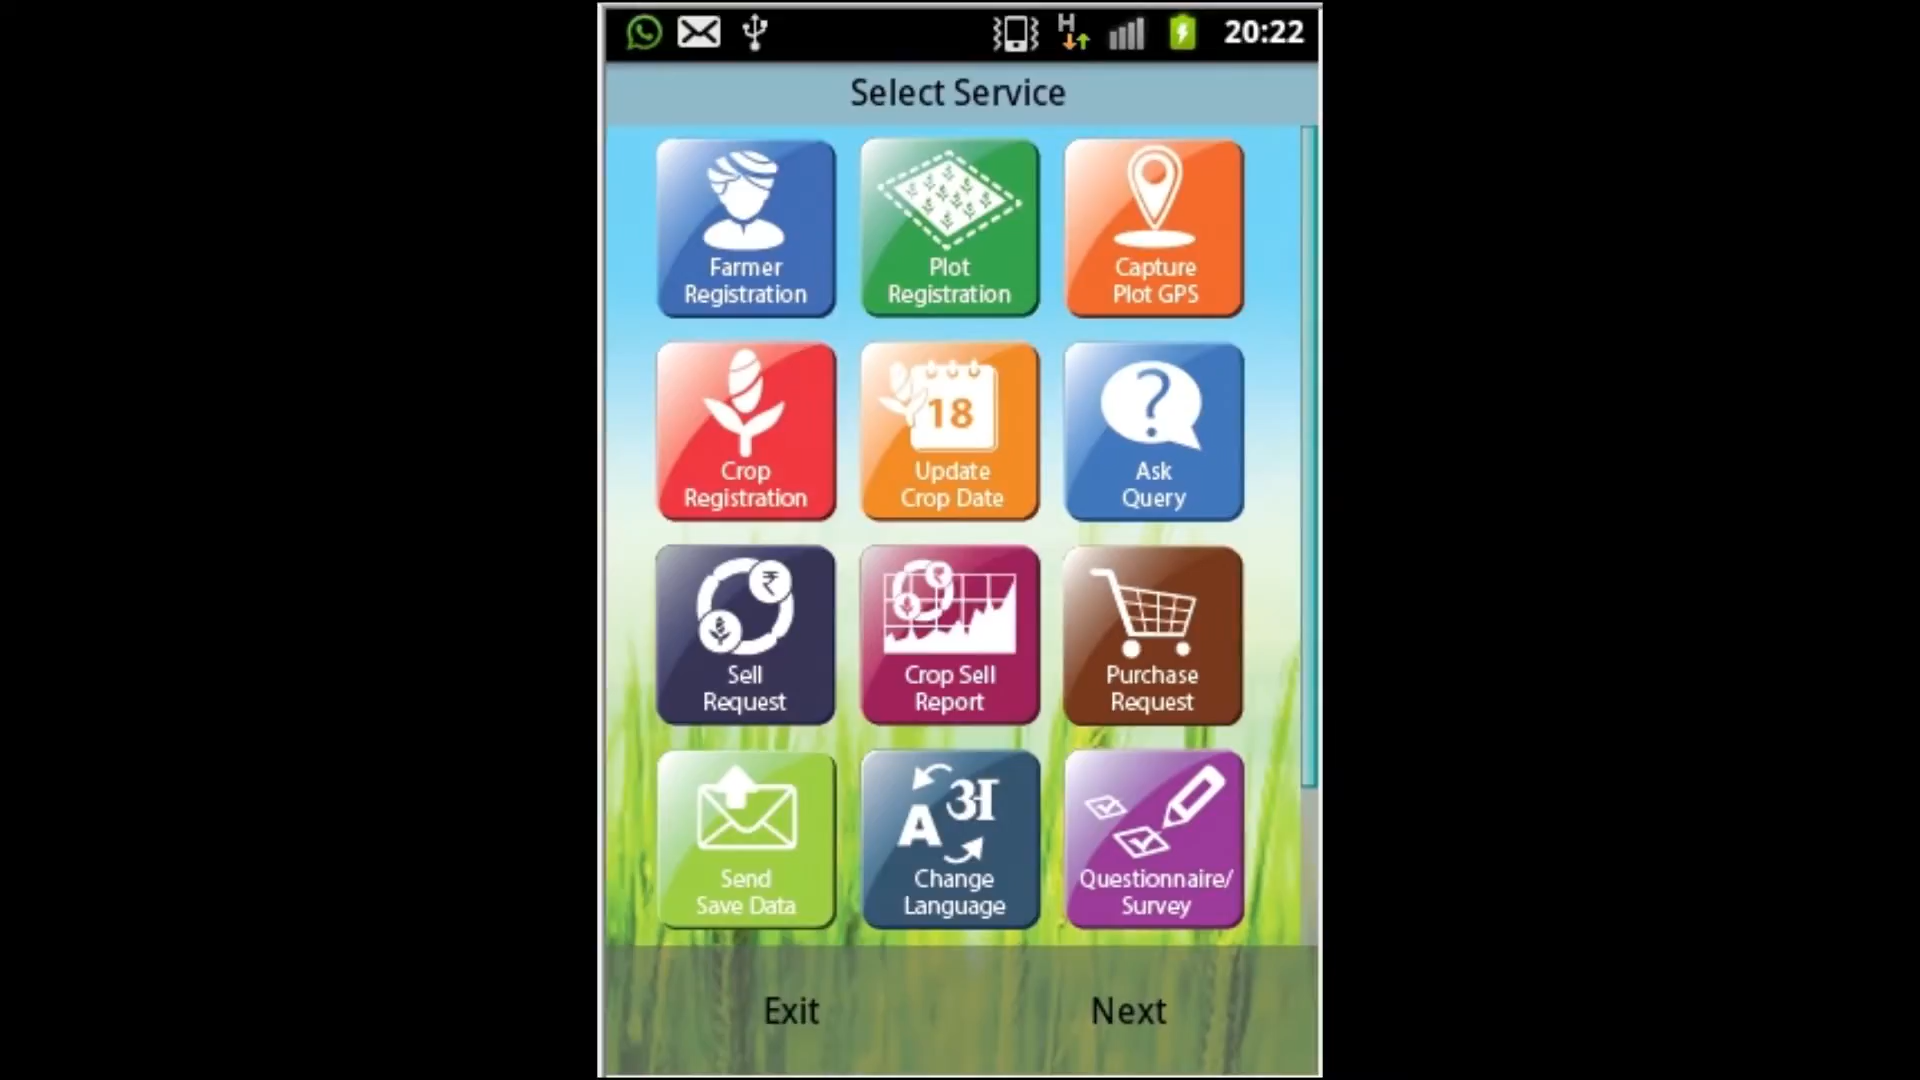 H
20:22
Select Service
Farmer
Registration
Plot
Registration
Capture
Plot GPS
Crop
Registration
18
Update
Crop Date
?
Ask
Query
₹
Sell
Request
Crop Sell
Report
Purchase
Request
Send
Save Data
A अ
Change
Language
Questionnaire/
Survey
Exit
Next